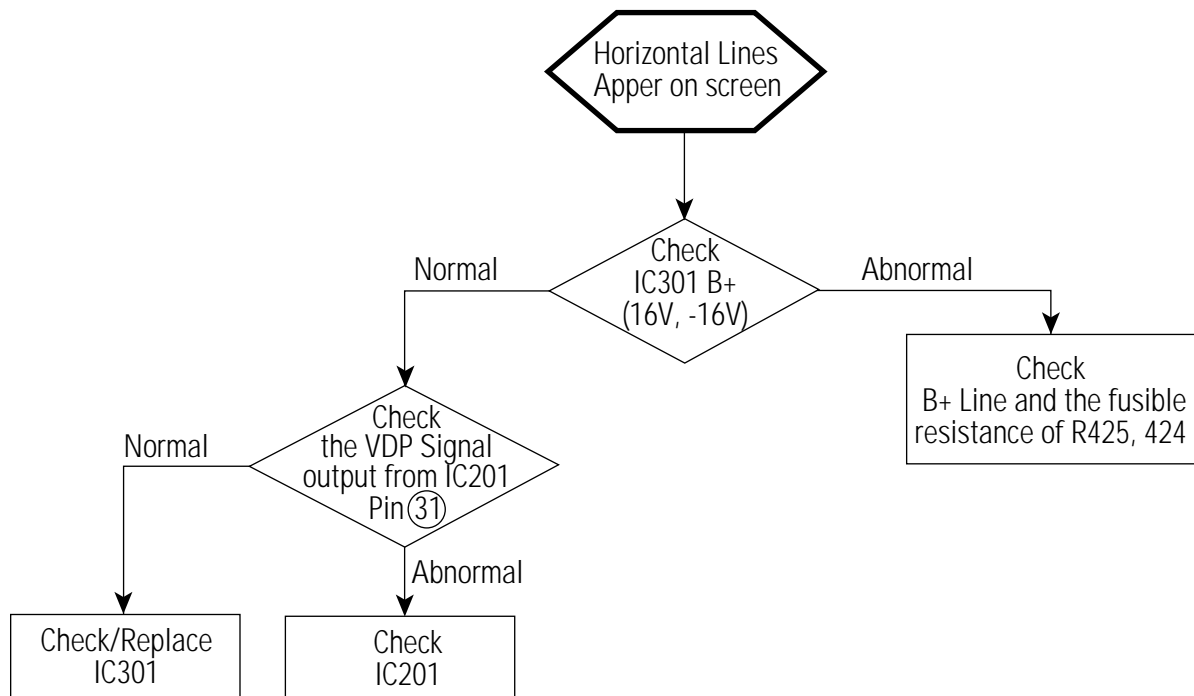 Horizontal Lines
Apper on screen
Check
IC301 B+
(16V, -16V)
Normal
Abnormal
Check
B+ Line and the fusible
resistance of R425, 424
Check
the VDP Signal
output from IC201
Pin 31
Normal
Abnormal
Check/Replace
IC301
Check
IC201